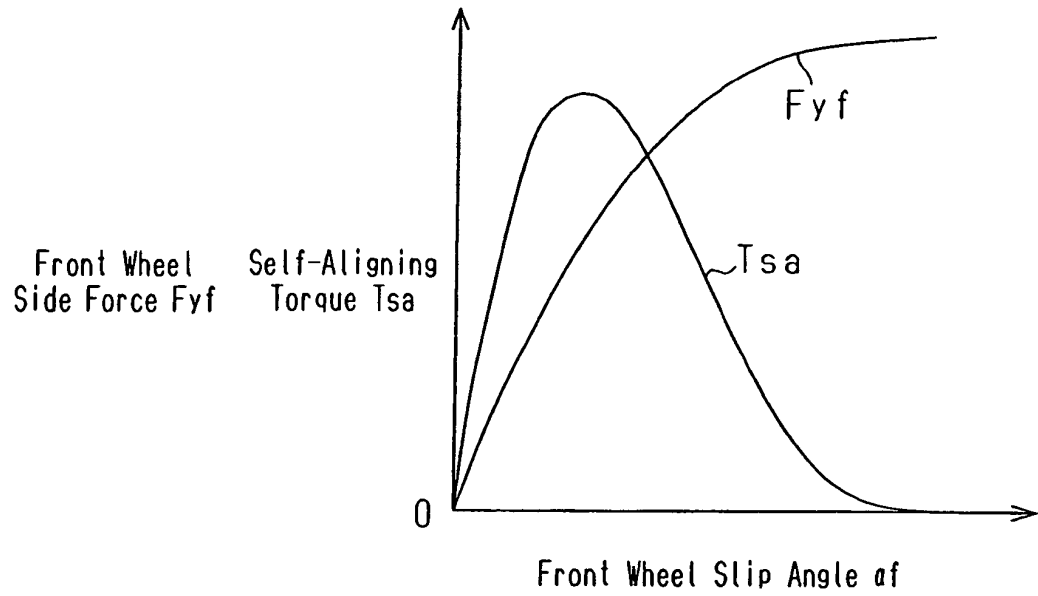 Fyf
Tsa
Front Wheel
Side Force Fyf
Self-Aligning
Torque Tsa
0
Front Wheel Slip Angle αf